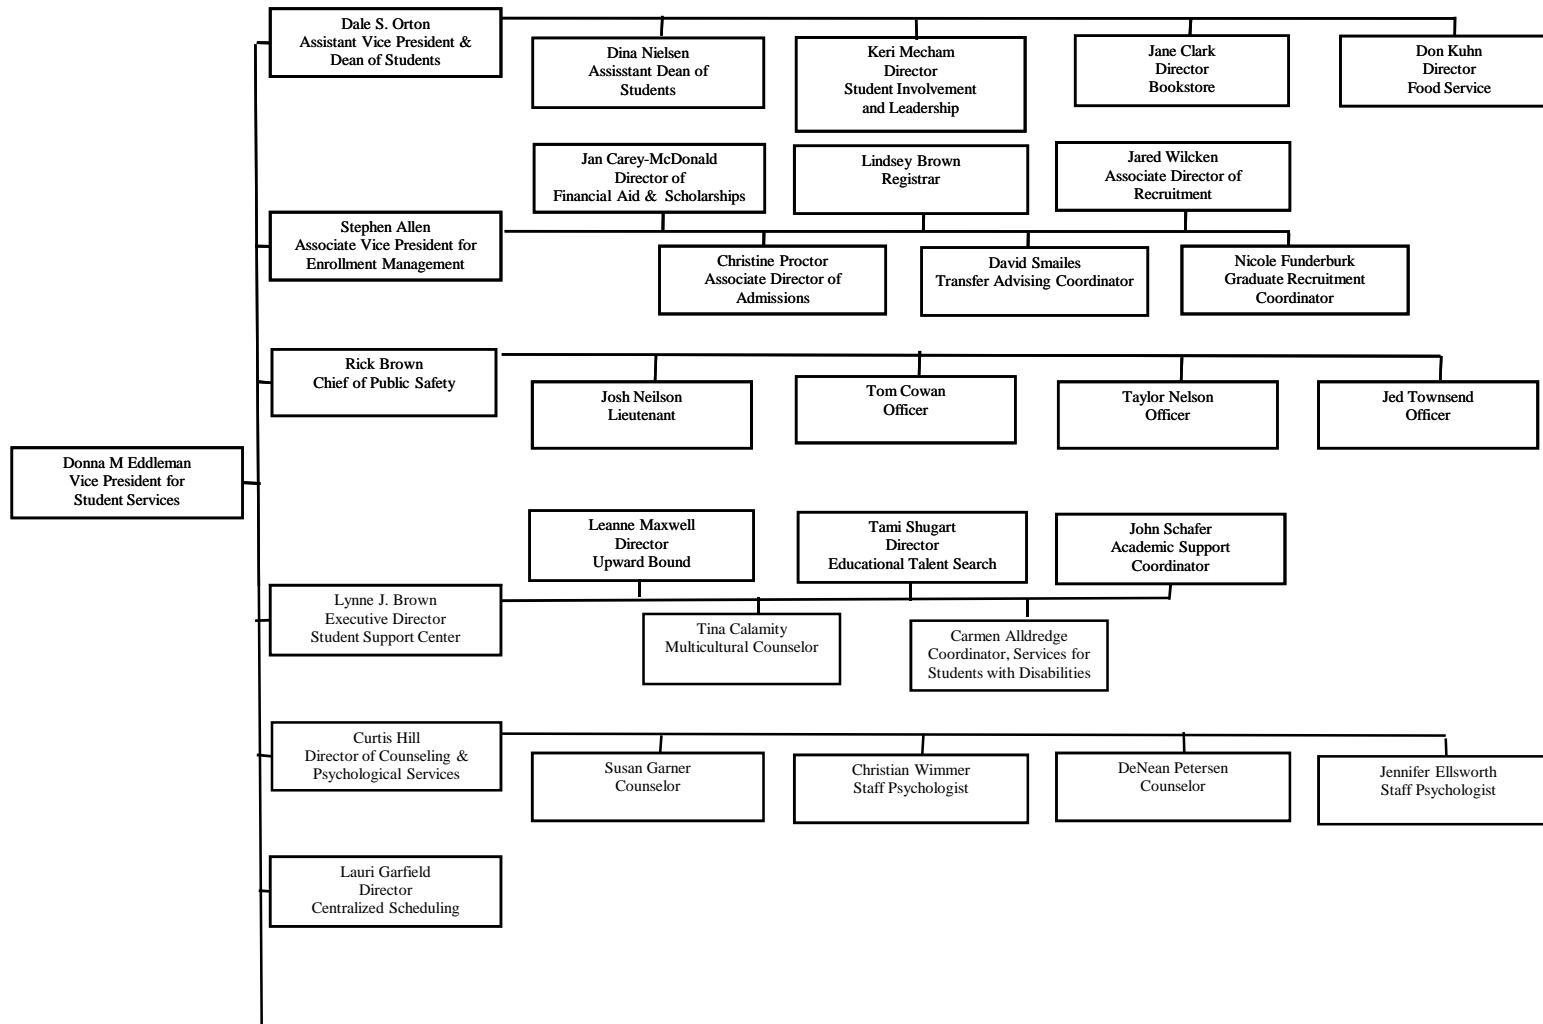 Dale S. Orton
Assistant Vice President &
Dean of Students
Dina Nielsen
Assisstant Dean of
Students
Keri Mecham
Director
Student Involvement
and Leadership
Jane Clark
Director
Bookstore
Don Kuhn
Director
Food Service
Jan Carey-McDonald
Director of
Financial Aid & Scholarships
Lindsey Brown
Registrar
Jared Wilcken
Associate Director of
Recruitment
Stephen Allen
Associate Vice President for
Enrollment Management
Christine Proctor
Associate Director of
Admissions
David Smailes
Transfer Advising Coordinator
Nicole Funderburk
Graduate Recruitment
Coordinator
Rick Brown
Chief of Public Safety
Josh Neilson
Lieutenant
Tom Cowan
Officer
Taylor Nelson
Officer
Jed Townsend
Officer
Donna M Eddleman
Vice President for
Student Services
Leanne Maxwell
Director
Upward Bound
Tami Shugart
Director
Educational Talent Search
John Schafer
Academic Support
Coordinator
Lynne J. Brown
Executive Director
Student Support Center
Tina Calamity
Multicultural Counselor
Carmen Alldredge
Coordinator, Services for
Students with Disabilities
Curtis Hill
Director of Counseling &
Psychological Services
Susan Garner
Counselor
Christian Wimmer
Staff Psychologist
DeNean Petersen
Counselor
Jennifer Ellsworth
Staff Psychologist
Lauri Garfield
Director
Centralized Scheduling